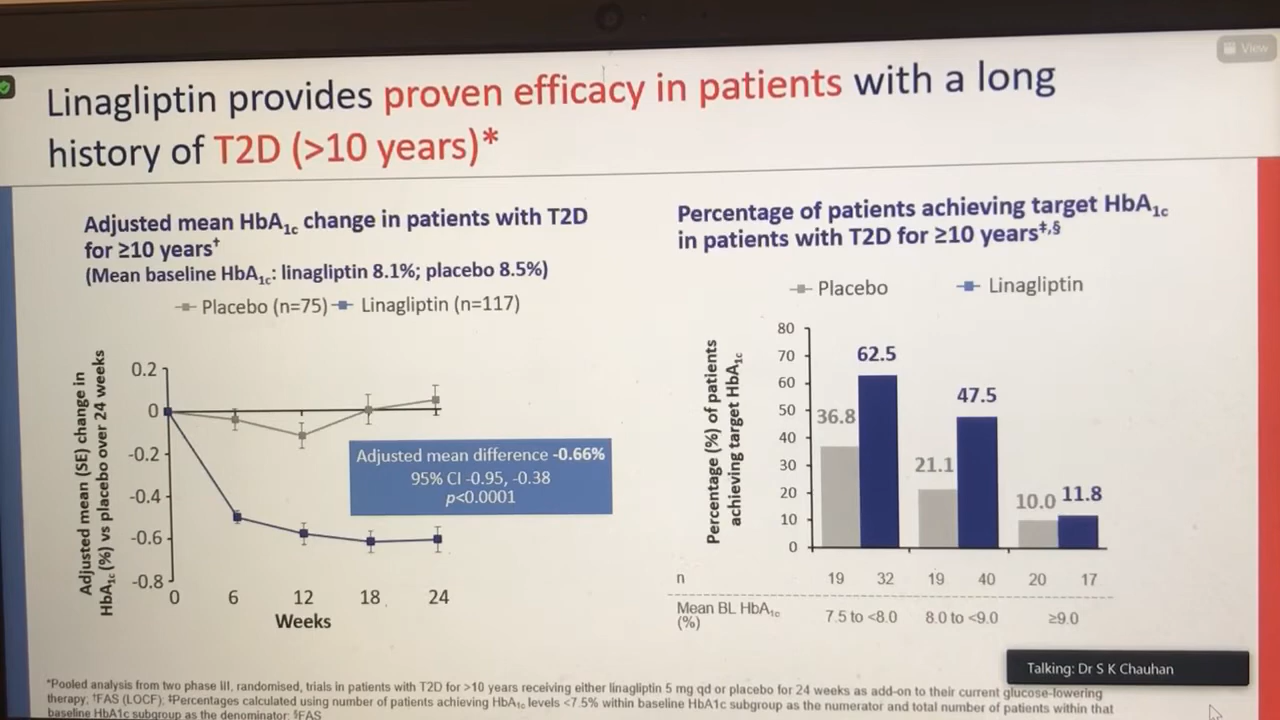 View
Linagliptin provides proven efficacy in patients with a long
history of T2D (>10 years)*
Adjusted mean HbA1c change in patients with T2D
for ≥10 years†
(Mean baseline HbA1c: linagliptin 8.1%; placebo 8.5%)
Placebo (n=75) Linagliptin (n=117)
Adjusted mean (SE) change in
HbA1c (%) vs placebo over 24 weeks
0.2
0
-0.2
-0.4
-0.6
-0.8
Adjusted mean difference -0.66%
95% CI -0.95, -0.38
p<0.0001
0 6 12 18 24
Weeks
Percentage of patients achieving target HbA1c
in patients with T2D for ≥10 years‡,§
Placebo Linagliptin
Percentage (%) of patients
achieving target HbA1c
80
70
60
50
40
30
20
10
0
36.8 62.5 21.1 47.5 10.0 11.8
n 19 32 19 40 20 17
Mean BL HbA1c
(%) 7.5 to <8.0 8.0 to <9.0 ≥9.0
Talking: Dr S K Chauhan
*Pooled analysis from two phase III, randomised, trials in patients with T2D for >10 years receiving either linagliptin 5 mg qd or placebo for 24 weeks as add-on to their current glucose-lowering
therapy; †FAS (LOCF); ‡Percentages calculated using number of patients achieving HbA1c levels <7.5% within baseline HbA1c subgroup as the numerator and total number of patients within that
baseline HbA1c subgroup as the denominator; §FAS